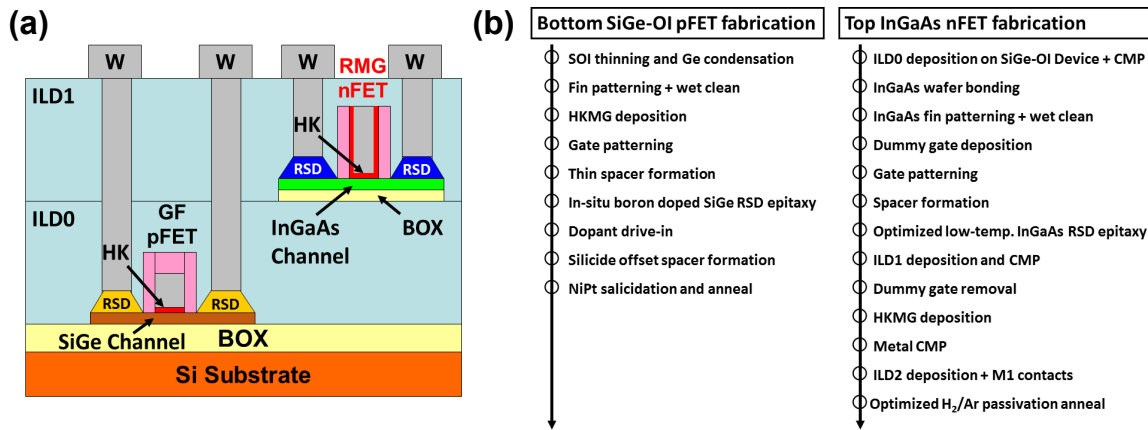 (a)
W
W
W
W
RMG
nFET
ILD1
HK
RSD
RSD
ILD0
GF
pFET
InGaAs
Channel
BOX
HK
RSD
RSD
SiGe Channel
BOX
Si Substrate
(b)
Bottom SiGe-OI pFET fabrication
SOI thinning and Ge condensation
Fin patterning + wet clean
HKMG deposition
Gate patterning
Thin spacer formation
In-situ boron doped SiGe RSD epitaxy
Dopant drive-in
Silicide offset spacer formation
NiPt salicidation and anneal
Top InGaAs nFET fabrication
ILD0 deposition on SiGe-OI Device + CMP
InGaAs wafer bonding
InGaAs fin patterning + wet clean
Dummy gate deposition
Gate patterning
Spacer formation
Optimized low-temp. InGaAs RSD epitaxy
ILD1 deposition and CMP
Dummy gate removal
HKMG deposition
Metal CMP
ILD2 deposition + M1 contacts
Optimized H₂/Ar passivation anneal